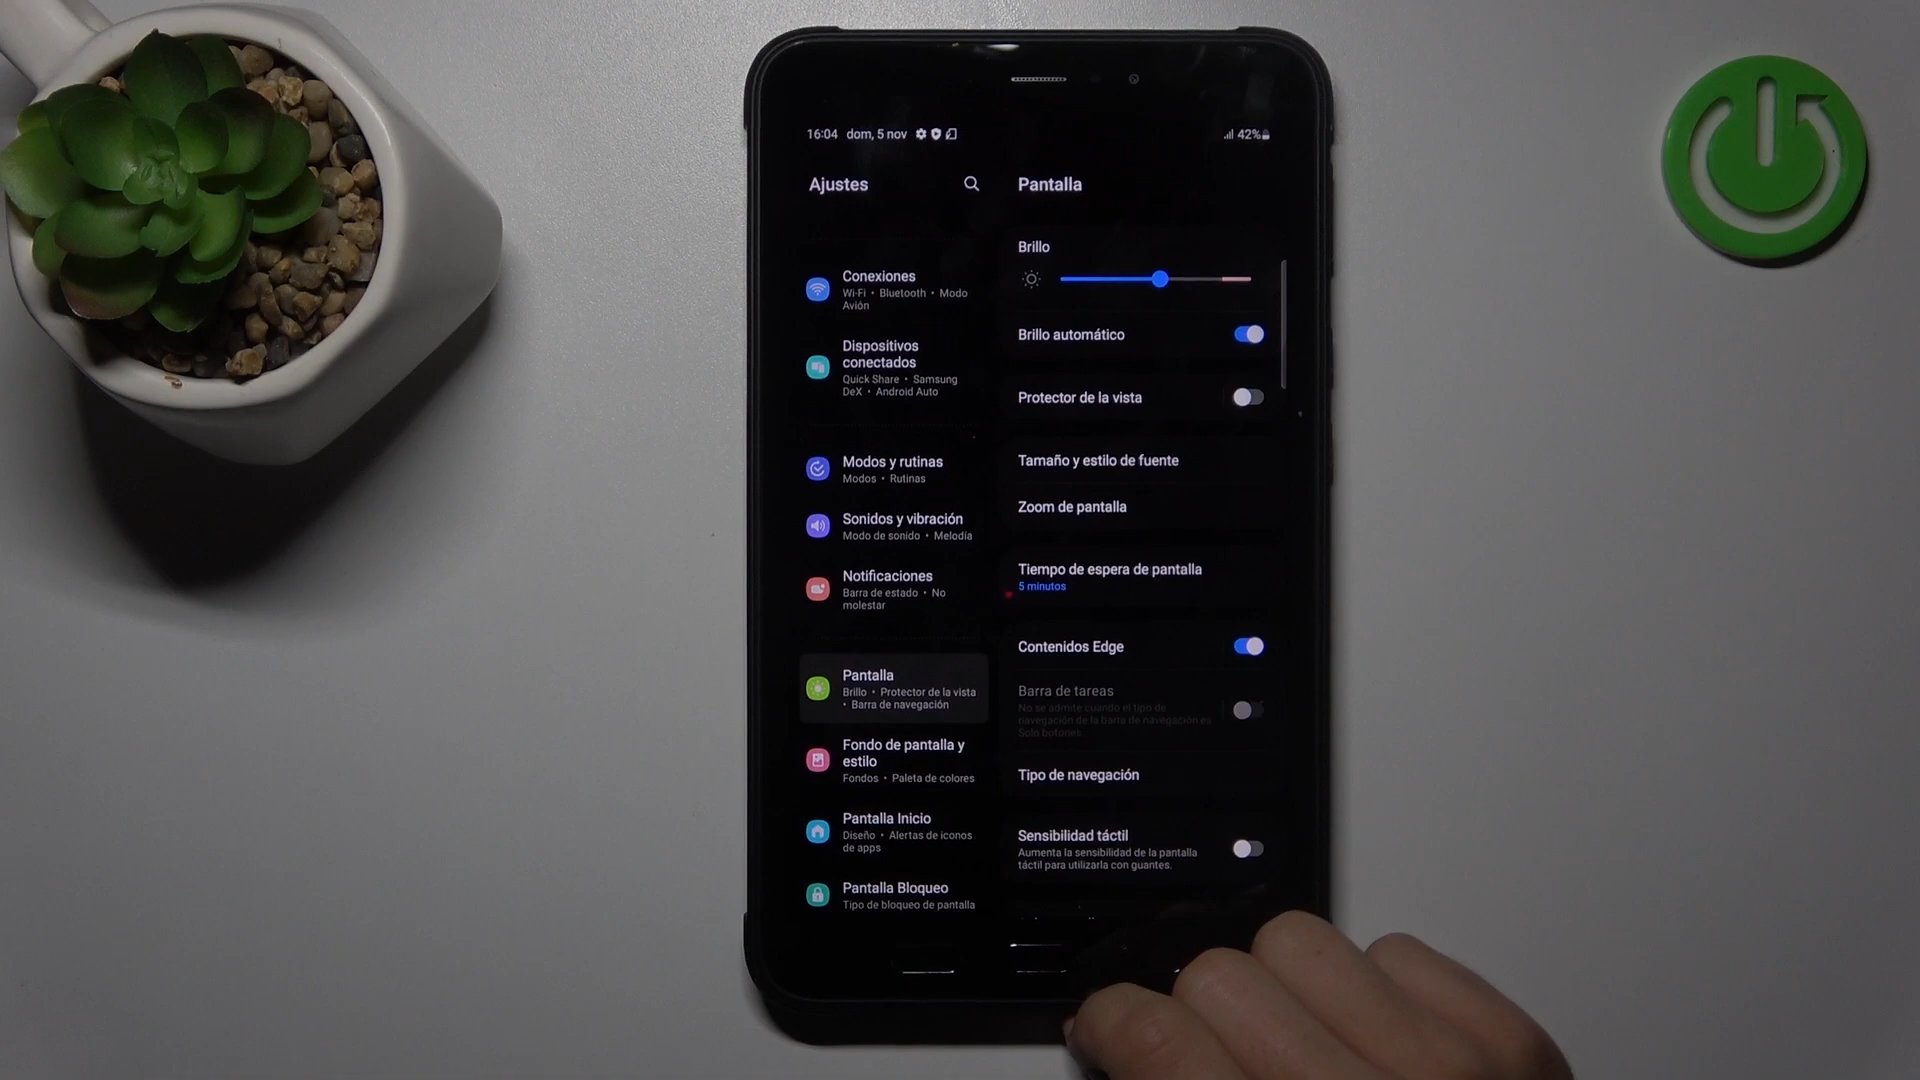 16:04 dom, 5 nov
42%
Ajustes
Conexiones
Wi-Fi • Bluetooth • Modo
Avión
Dispositivos
conectados
Quick Share • Samsung
DeX • Android Auto
Modos y rutinas
Modos • Rutinas
Sonidos y vibración
Modo de sonido • Melodía
Notificaciones
Barra de estado • No
molestar
Pantalla
Brillo • Protector de la vista
• Barra de navegación
Fondo de pantalla y
estilo
Fondos • Paleta de colores
Pantalla Inicio
Diseño • Alertas de iconos
de apps
Pantalla Bloqueo
Tipo de bloqueo de pantalla
Pantalla
Brillo
Brillo automático
Protector de la vista
Tamaño y estilo de fuente
Zoom de pantalla
Tiempo de espera de pantalla
5 minutos
Contenidos Edge
Barra de tareas
No se admite cuando el tipo de
navegación de la barra de navegación es
Solo botones.
Tipo de navegación
Sensibilidad táctil
Aumenta la sensibilidad de la pantalla
táctil para utilizarla con guantes.